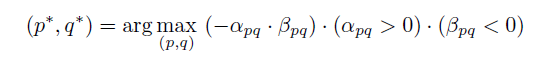 (p*, q*) = arg max (−α_pq · β_pq) · (α_pq > 0) · (β_pq < 0)
(p,q)